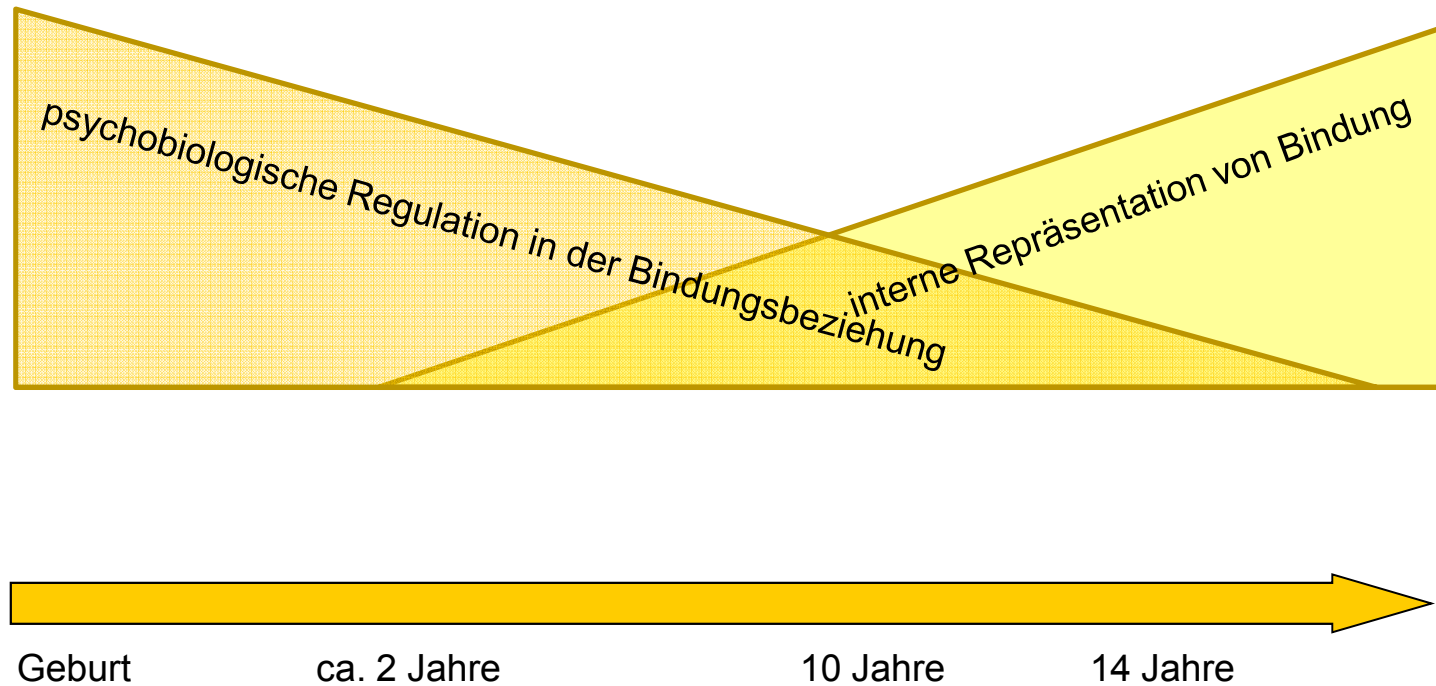 psychobiologische Regulation in der Bindungsbeziehung
interne Repräsentation von Bindung
Geburt
ca. 2 Jahre
10 Jahre
14 Jahre